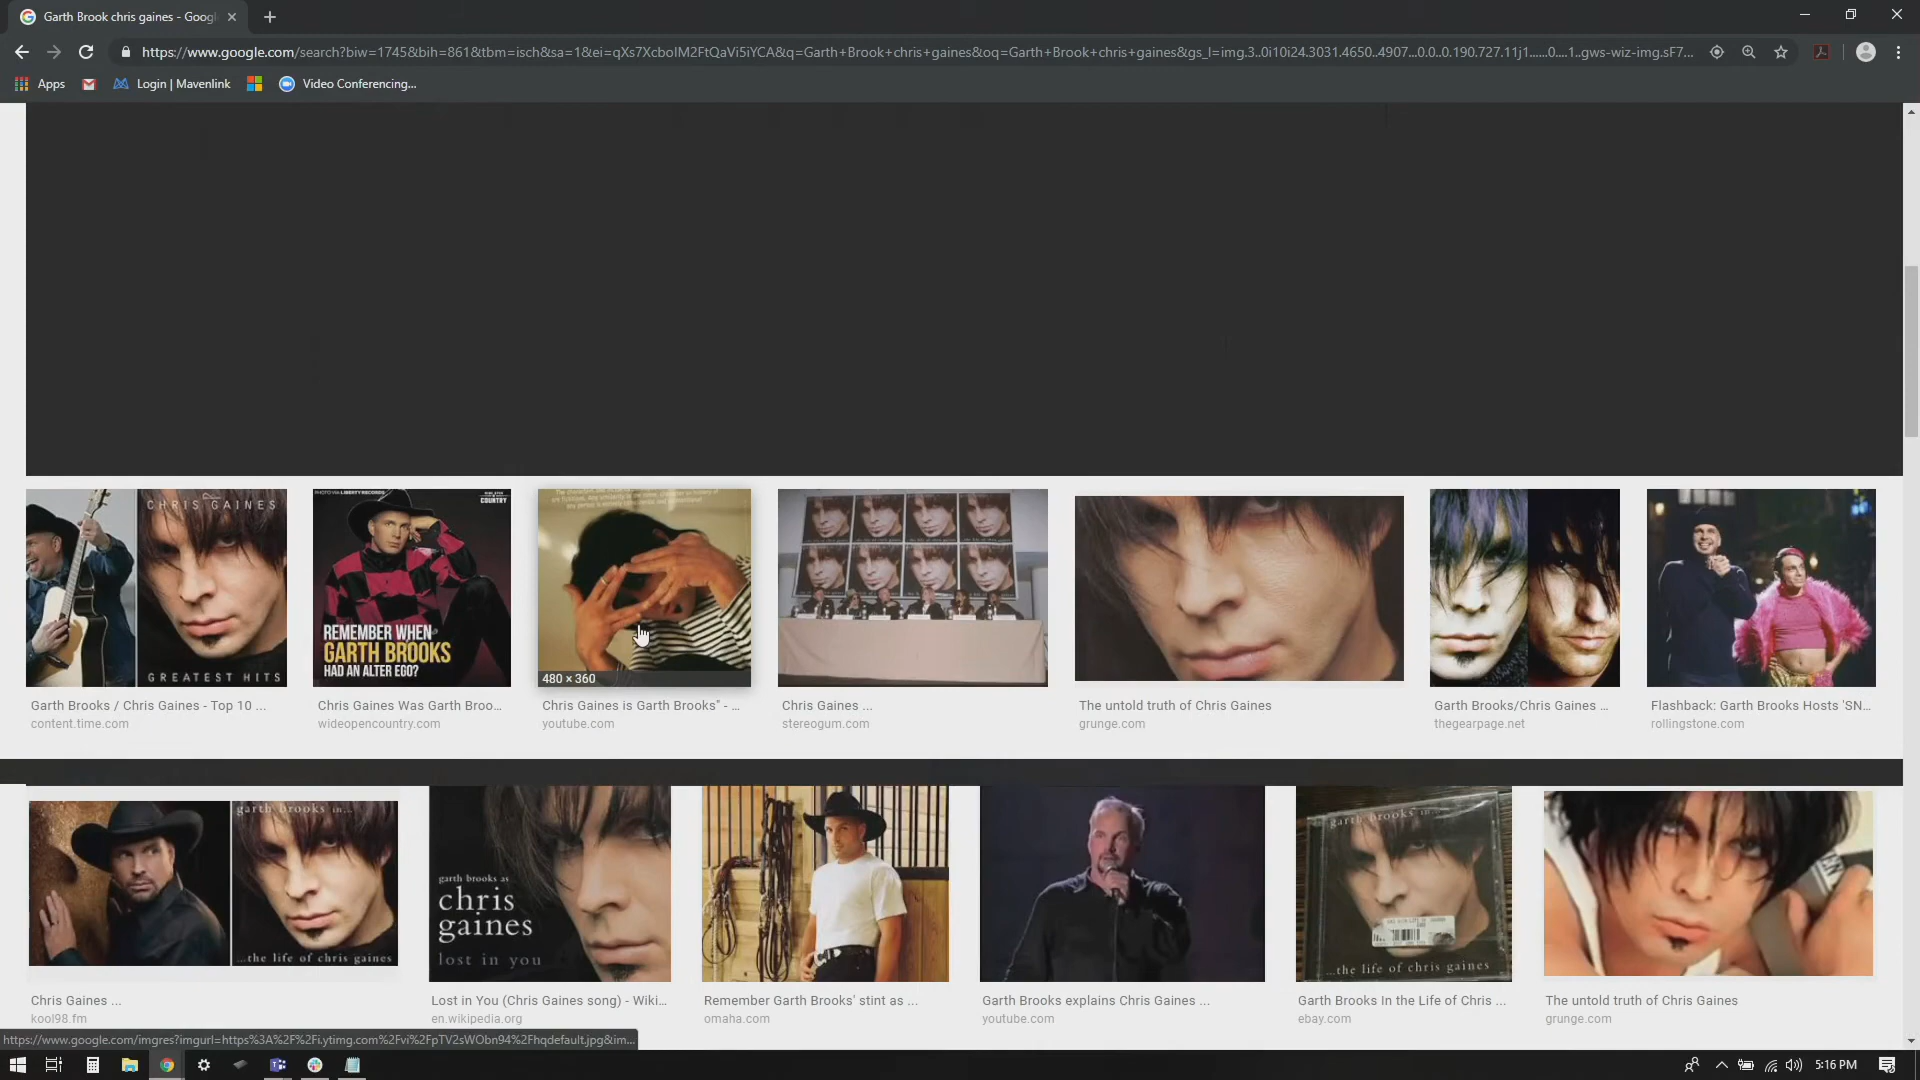 Garth Brook chris gaines - Googl
https://www.google.com/search?biw=1745&bih=861&tbm=isch&sa=1&ei=qXs7XcboIM2FtQaVi5iYCA&q=Garth+Brook+chris+gaines&oq=Garth+Brook+chris+gaines&gs_l=img.3..0i10i24.3031.4650..4907...0.0..0.190.727.11j1......0....1..gws-wiz-img.sF7...
Apps
Login | Mavenlink
Video Conferencing...
CHRIS GAINES
GREATEST HITS
PHOTO VIA LIBERTY RECORDS
COUNTRY
REMEMBER WHEN
GARTH BROOKS
HAD AN ALTER EGO?
480 × 360
Garth Brooks / Chris Gaines - Top 10 ...
content.time.com
Chris Gaines Was Garth Broo...
wideopencountry.com
Chris Gaines is Garth Brooks" - ...
youtube.com
Chris Gaines ...
stereogum.com
The untold truth of Chris Gaines
grunge.com
Garth Brooks/Chris Gaines ...
thegearpage.net
Flashback: Garth Brooks Hosts 'SN...
rollingstone.com
garth brooks in...
...the life of chris gaines
garth brooks as
chris
gaines
lost in you
garth brooks in...
...the life of chris gaines
Chris Gaines ...
kool98.fm
Lost in You (Chris Gaines song) - Wiki...
en.wikipedia.org
Remember Garth Brooks' stint as ...
omaha.com
Garth Brooks explains Chris Gaines ...
youtube.com
Garth Brooks In the Life of Chris ...
ebay.com
The untold truth of Chris Gaines
grunge.com
https://www.google.com/imgres?imgurl=https%3A%2F%2Fi.ytimg.com%2Fvi%2FpTV2sWObn94%2Fhqdefault.jpg&im...
5:16 PM